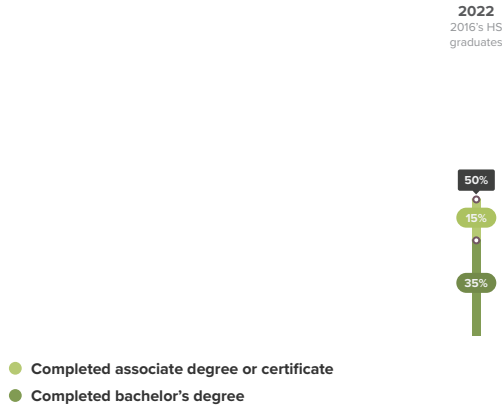 2022
2016's HS
graduates
50%
15%
35%
Completed associate degree or certificate
Completed bachelor's degree